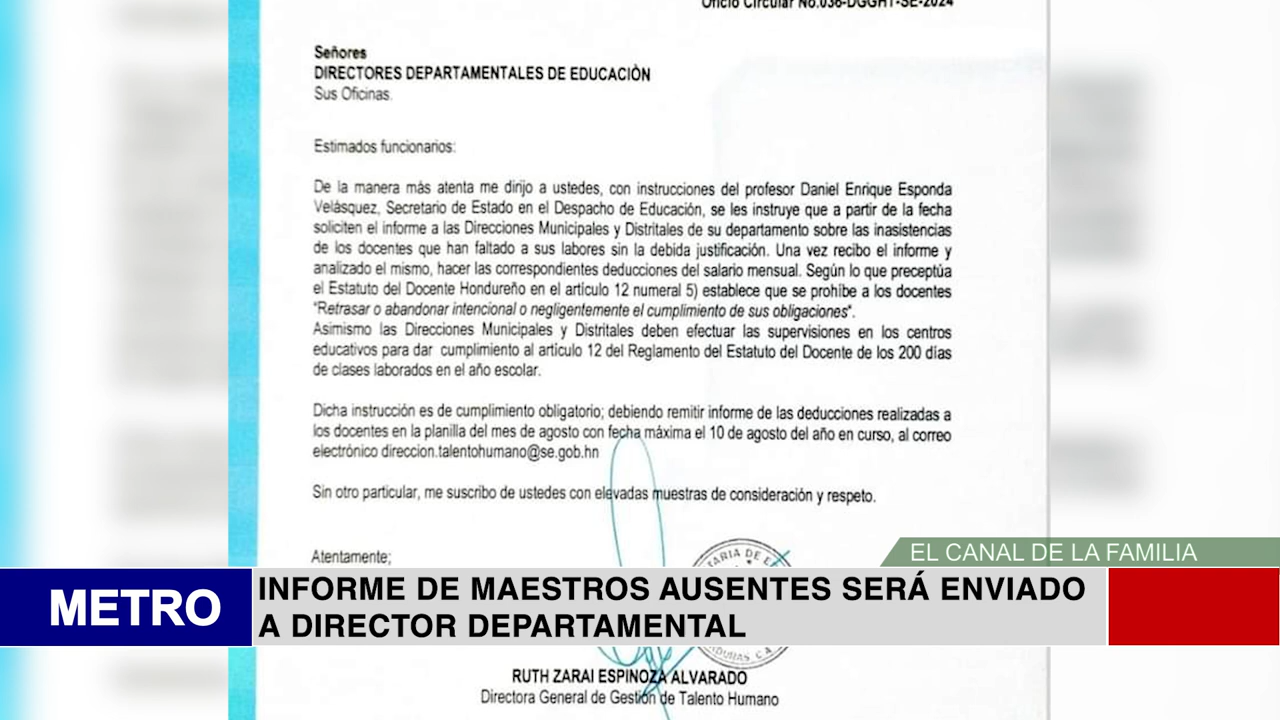 Oficio Circular No.036-DGGHT-SE-2024
Señores
DIRECTORES DEPARTAMENTALES DE EDUCACIÒN
Sus Oficinas.
Estimados funcionarios:
De la manera más atenta me dirijo a ustedes, con instrucciones del profesor Daniel Enrique Esponda
Velásquez, Secretario de Estado en el Despacho de Educación, se les instruye que a partir de la fecha
soliciten el informe a las Direcciones Municipales y Distritales de su departamento sobre las inasistencias
de los docentes que han faltado a sus labores sin la debida justificación. Una vez recibo el informe y
analizado el mismo, hacer las correspondientes deducciones del salario mensual. Según lo que preceptúa
el Estatuto del Docente Hondureño en el artículo 12 numeral 5) establece que se prohíbe a los docentes
"Retrasar o abandonar intencional o negligentemente el cumplimiento de sus obligaciones".
Asimismo las Direcciones Municipales y Distritales deben efectuar las supervisiones en los centros
educativos para dar cumplimiento al artículo 12 del Reglamento del Estatuto del Docente de los 200 días
de clases laborados en el año escolar.
Dicha instrucción es de cumplimiento obligatorio; debiendo remitir informe de las deducciones realizadas a
los docentes en la planilla del mes de agosto con fecha máxima el 10 de agosto del año en curso, al correo
electrónico direccion.talentohumano@se.gob.hn
Sin otro particular, me suscribo de ustedes con elevadas muestras de consideración y respeto.
Atentamente;
EL CANAL DE LA FAMILIA
METRO
INFORME DE MAESTROS AUSENTES SERÁ ENVIADO
A DIRECTOR DEPARTAMENTAL
RUTH ZARAI ESPINOZA ALVARADO
Directora General de Gestión de Talento Humano